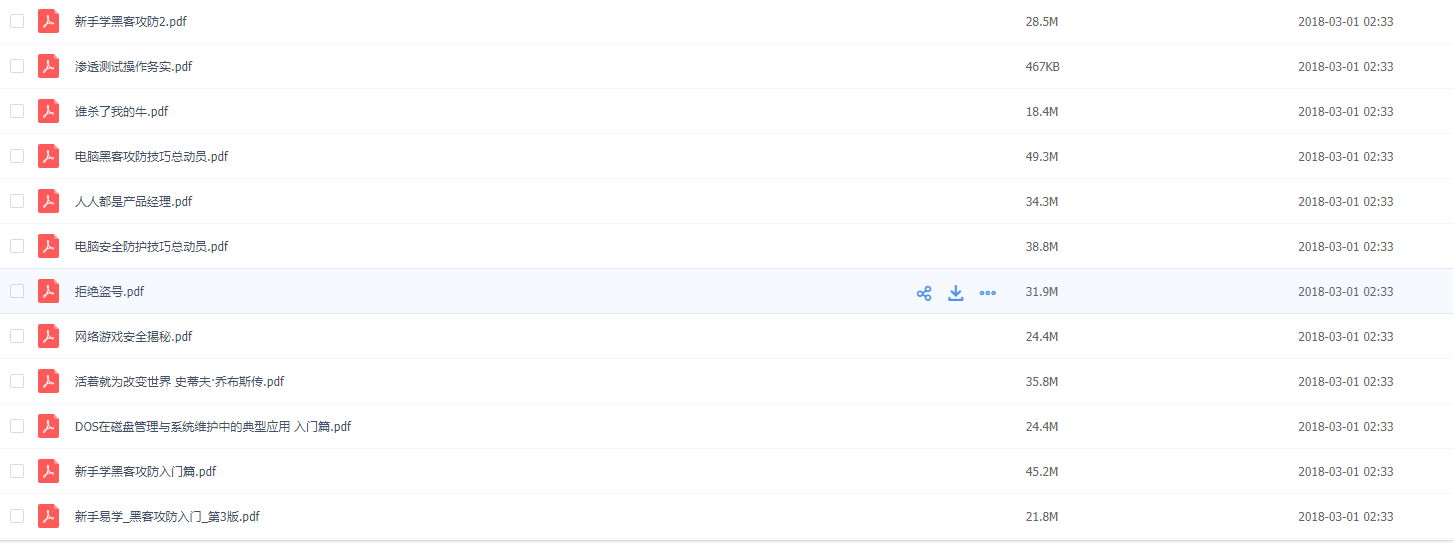 新手学黑客攻防2.pdf 28.5M 2018-03-01 02:33
渗透测试操作务实.pdf 467KB 2018-03-01 02:33
谁杀了我的牛.pdf 18.4M 2018-03-01 02:33
电脑黑客攻防技巧总动员.pdf 49.3M 2018-03-01 02:33
人人都是产品经理.pdf 34.3M 2018-03-01 02:33
电脑安全防护技巧总动员.pdf 38.8M 2018-03-01 02:33
拒绝盗号.pdf 31.9M 2018-03-01 02:33
网络游戏安全揭秘.pdf 24.4M 2018-03-01 02:33
活着就为改变世界 史蒂夫·乔布斯传.pdf 35.8M 2018-03-01 02:33
DOS在磁盘管理与系统维护中的典型应用 入门篇.pdf 24.4M 2018-03-01 02:33
新手学黑客攻防入门篇.pdf 45.2M 2018-03-01 02:33
新手易学_黑客攻防入门_第3版.pdf 21.8M 2018-03-01 02:33